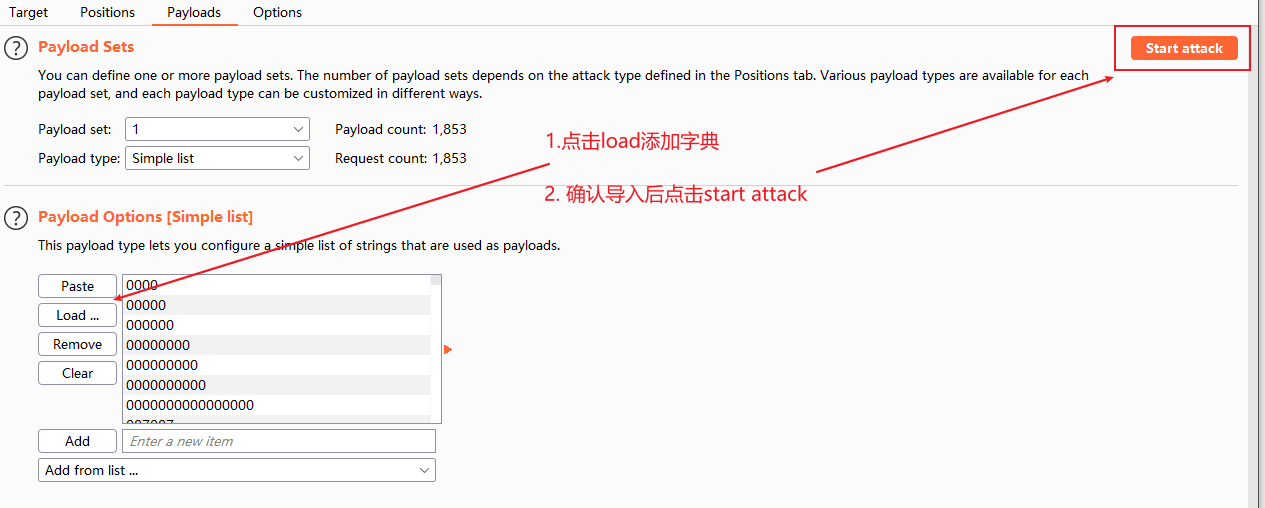 Target Positions Payloads Options
? Payload Sets Start attack
You can define one or more payload sets. The number of payload sets depends on the attack type defined in the Positions tab. Various payload types are available for each
payload set, and each payload type can be customized in different ways.
Payload set: 1 Payload count: 1,853
1.点击load添加字典
Payload type: Simple list Request count: 1,853
2. 确认导入后点击start attack
? Payload Options [Simple list]
This payload type lets you configure a simple list of strings that are used as payloads.
Paste 0000
00000
Load ... 000000
Remove 00000000
000000000
Clear 0000000000
0000000000000000
007007
Add Enter a new item
Add from list ...